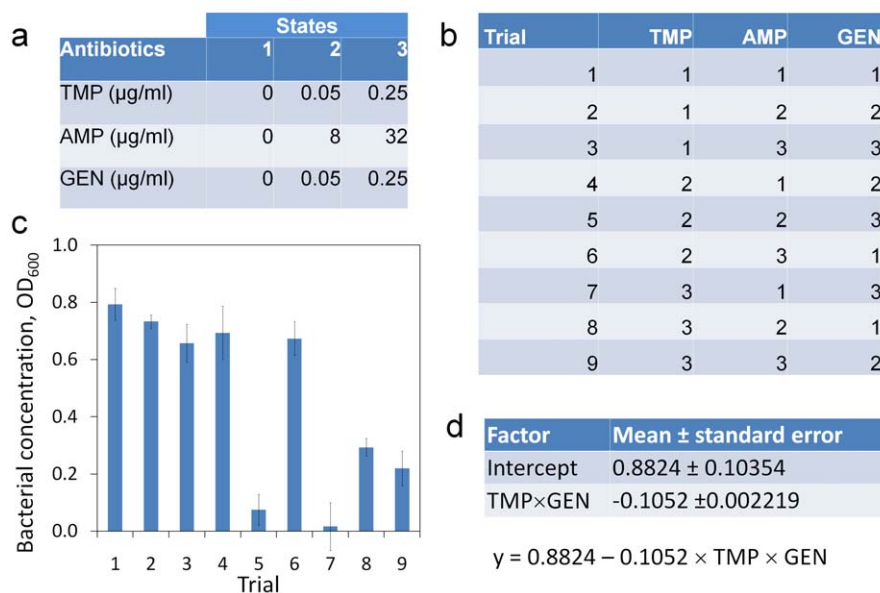 a
States
Antibiotics 1 2 3
TMP (µg/ml) 0 0.05 0.25
AMP (µg/ml) 0 8 32
GEN (µg/ml) 0 0.05 0.25
b
Trial TMP AMP GEN
1 1 1 1
2 1 2 2
3 1 3 3
4 2 1 2
5 2 2 3
6 2 3 1
7 3 1 3
8 3 2 1
9 3 3 2
c
Bacterial concentration, OD600
1.0
0.8
0.6
0.4
0.2
0.0
1 2 3 4 5 6 7 8 9
Trial
d
Factor Mean ± standard error
Intercept 0.8824 ± 0.10354
TMP×GEN -0.1052 ±0.002219
y = 0.8824 – 0.1052 × TMP × GEN